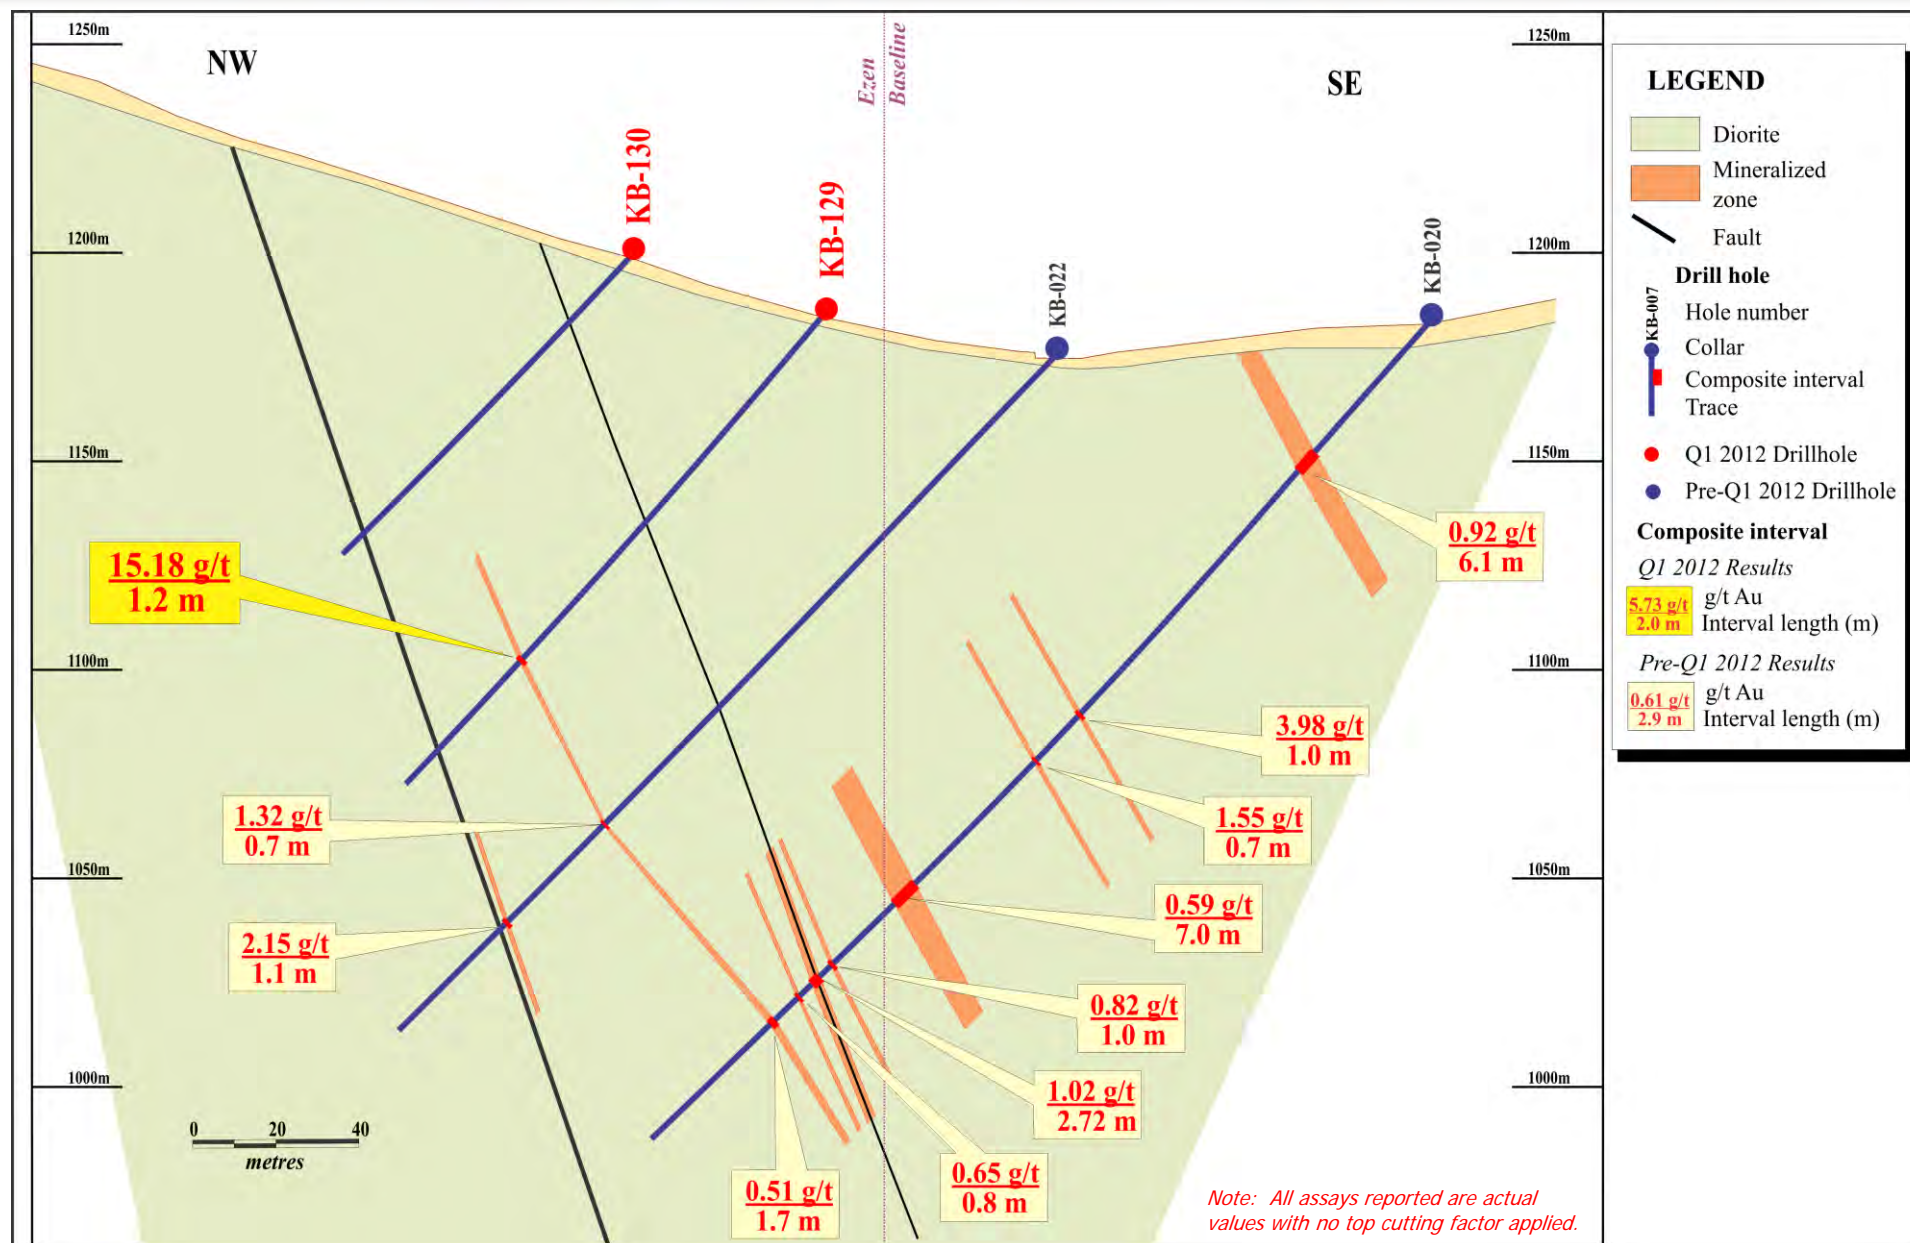 1250m
1250m
NW
SE
Ezen
Baseline
KB-130
KB-129
KB-022
KB-020
1200m
1200m
1150m
1150m
1100m
1100m
1050m
1050m
1000m
1000m
15.18 g/t
1.2 m
0.92 g/t
6.1 m
3.98 g/t
1.0 m
1.55 g/t
0.7 m
1.32 g/t
0.7 m
0.59 g/t
7.0 m
2.15 g/t
1.1 m
0.82 g/t
1.0 m
1.02 g/t
2.72 m
0.65 g/t
0.8 m
0.51 g/t
1.7 m
0 20 40
metres
Note: All assays reported are actual
values with no top cutting factor applied.
LEGEND
Diorite
Mineralized
zone
Fault
Drill hole
KB-007
Hole number
Collar
Composite interval
Trace
Q1 2012 Drillhole
Pre-Q1 2012 Drillhole
Composite interval
Q1 2012 Results
5.73 g/t
2.0 m
g/t Au
Interval length (m)
Pre-Q1 2012 Results
0.61 g/t
2.9 m
g/t Au
Interval length (m)